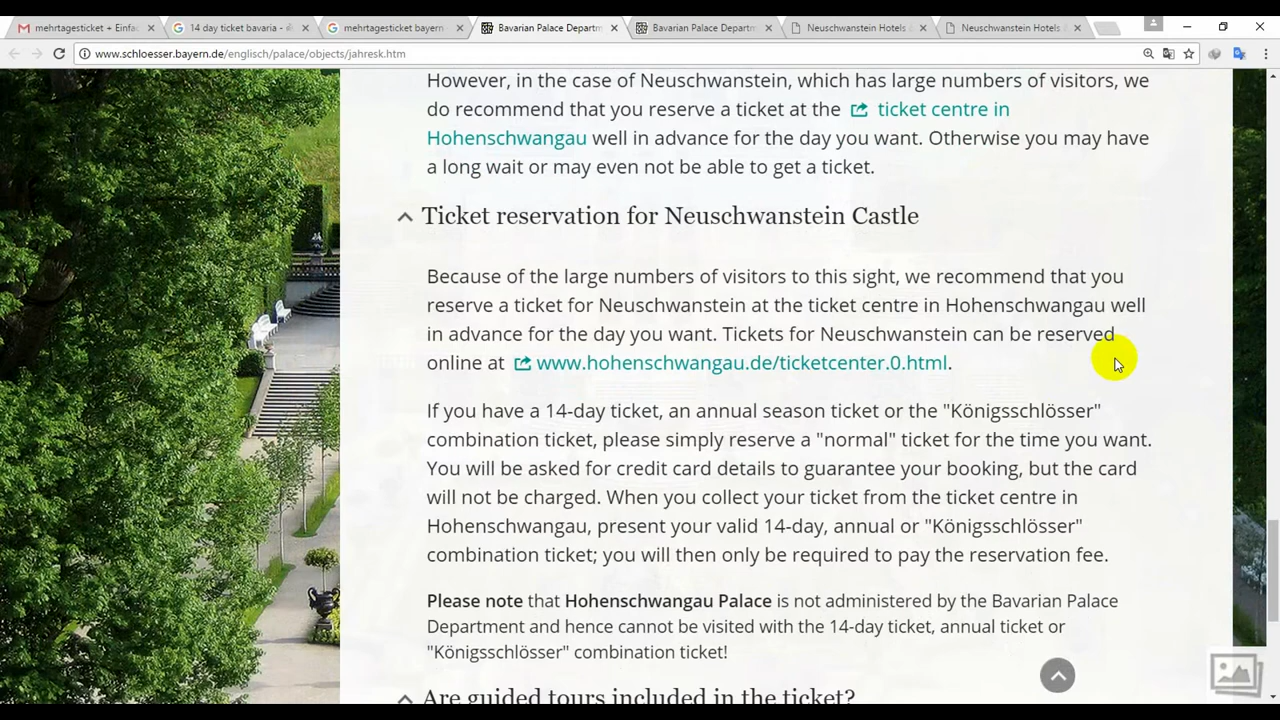 mehrtagesticket + Einfac
14 day ticket bavaria -
mehrtagesticket bayern
Bavarian Palace Departm
Bavarian Palace Departm
Neuschwanstein Hotels
Neuschwanstein Hotels
www.schloesser.bayern.de/englisch/palace/objects/jahresk.htm
However, in the case of Neuschwanstein, which has large numbers of visitors, we
do recommend that you reserve a ticket at the ticket centre in
Hohenschwangau well in advance for the day you want. Otherwise you may have
a long wait or may even not be able to get a ticket.
Ticket reservation for Neuschwanstein Castle
Because of the large numbers of visitors to this sight, we recommend that you
reserve a ticket for Neuschwanstein at the ticket centre in Hohenschwangau well
in advance for the day you want. Tickets for Neuschwanstein can be reserved
online at www.hohenschwangau.de/ticketcenter.0.html.
If you have a 14-day ticket, an annual season ticket or the "Königsschlösser"
combination ticket, please simply reserve a "normal" ticket for the time you want.
You will be asked for credit card details to guarantee your booking, but the card
will not be charged. When you collect your ticket from the ticket centre in
Hohenschwangau, present your valid 14-day, annual or "Königsschlösser"
combination ticket; you will then only be required to pay the reservation fee.
Please note that Hohenschwangau Palace is not administered by the Bavarian Palace
Department and hence cannot be visited with the 14-day ticket, annual ticket or
"Königsschlösser" combination ticket!
Are guided tours included in the ticket?